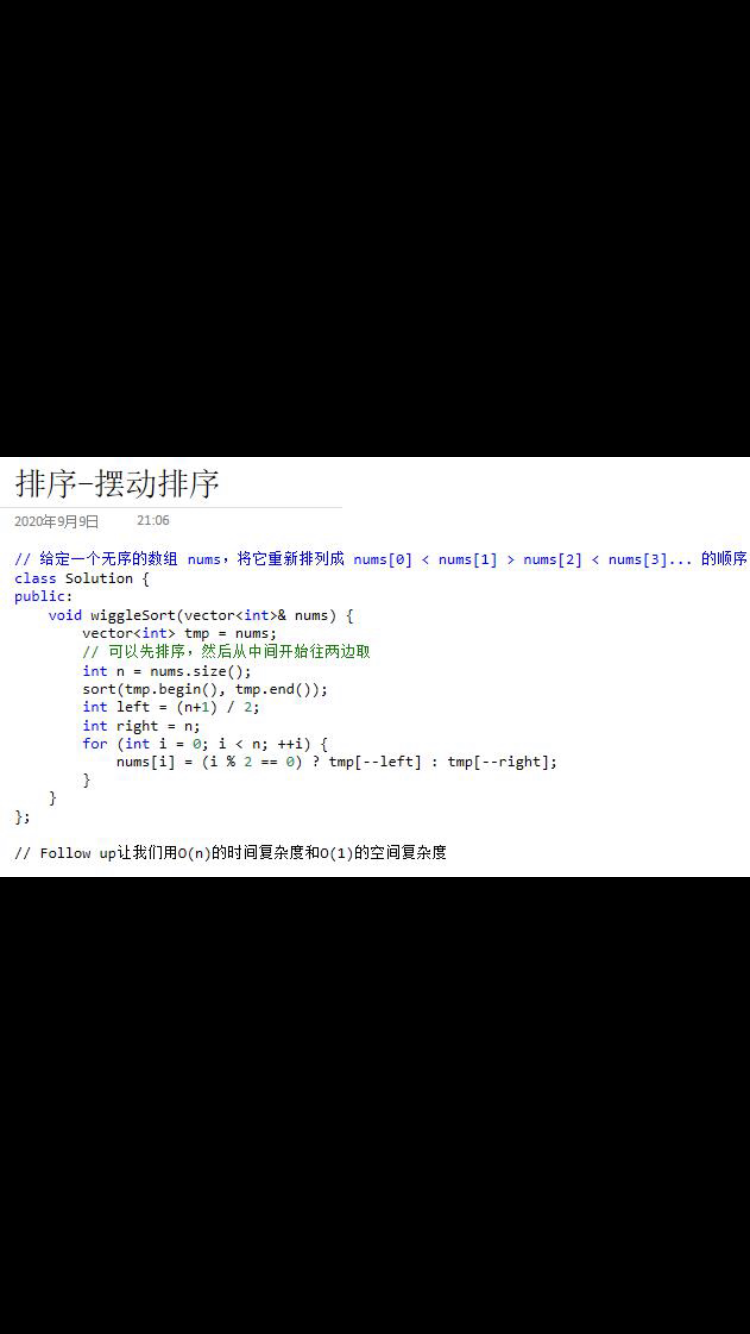 排序-摆动排序
2020年9月9日 21:06
// 给定一个无序的数组 nums，将它重新排列成 nums[0] < nums[1] > nums[2] < nums[3]... 的顺序
class Solution {
public:
    void wiggleSort(vector<int>& nums) {
        vector<int> tmp = nums;
        // 可以先排序，然后从中间开始往两边取
        int n = nums.size();
        sort(tmp.begin(), tmp.end());
        int left = (n+1) / 2;
        int right = n;
        for (int i = 0; i < n; ++i) {
            nums[i] = (i % 2 == 0) ? tmp[--left] : tmp[--right];
        }
    }
};
// Follow up让我们用O(n)的时间复杂度和O(1)的空间复杂度